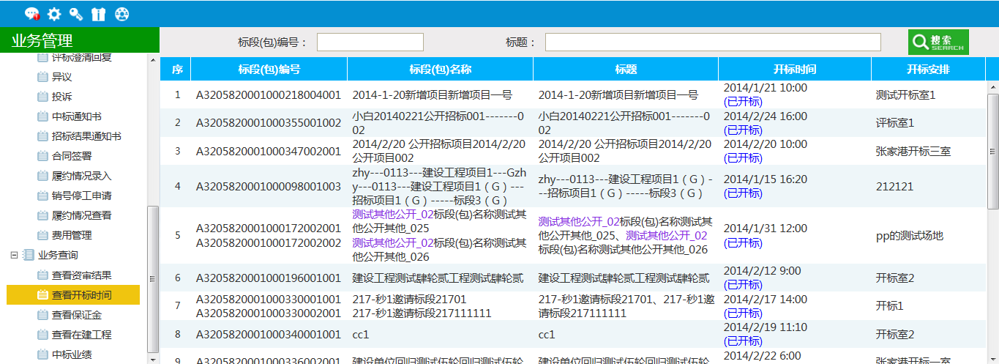 业务管理
标段(包)编号：
标题：
搜索
SEARCH
评标澄清回复
异议
投诉
中标通知书
招标结果通知书
合同签署
履约情况录入
销号停工申请
履约情况查看
费用管理
业务查询
查看资审结果
查看开标时间
查看保证金
查看在建工程
中标业绩
序 标段(包)编号 标段(包)名称 标题 开标时间 开标安排
1 A3205820001000218004001 2014-1-20新增项目新增项目一号 2014-1-20新增项目新增项目一号 2014/1/21 10:00 测试开标室1
(已开标)
2 A3205820001000355001002 小白20140221公开招标001-------0 小白20140221公开招标001-------0 2014/2/24 16:00 评标室1
02 02 (已开标)
3 A3205820001000347002001 2014/2/20 公开招标项目2014/2/20 2014/2/20 公开招标项目2014/2/20 2014/2/20 10:00 张家港开标三室
公开项目002 公开项目002 (已开标)
4 A3205820001000098001003 zhy---0113---建设工程项目1---Gzh zhy---0113---建设工程项目1（G）- 2014/1/15 16:20 212121
y---0113---建设工程项目1（G）--- --招标项目1（G）-----标段3（G） (已开标)
招标项目1（G）-----标段3（G）
5 A3205820001000172002001 测试其他公开_02标段(包)名称测试其 测试其他公开_02标段(包)名称测试其 2014/1/31 12:00 pp的测试场地
A3205820001000172002002 他公开其他_025 他公开其他_025、测试其他公开_02 (已开标)
测试其他公开_02标段(包)名称测试其 标段(包)名称测试其他公开其他_026
他公开其他_026
6 A3205820001000196001001 建设工程测试肆轮贰工程测试肆轮贰 建设工程测试肆轮贰工程测试肆轮贰 2014/2/12 9:00 开标室2
(已开标)
7 A3205820001000330001001 217-秒1邀请标段21701 217-秒1邀请标段21701、217-秒1邀 2014/2/17 14:00 开标1
A3205820001000330002001 217-秒1邀请标段217111111 请标段217111111 (已开标)
8 A3205820001000340001001 cc1 cc1 2014/2/19 11:10 开标室2
(已开标)
9 A3205820001000336002001 建设单位回归测试伍轮回归测试伍轮 建设单位回归测试伍轮回归测试伍轮 2014/2/22 6:00 张家港开标一室